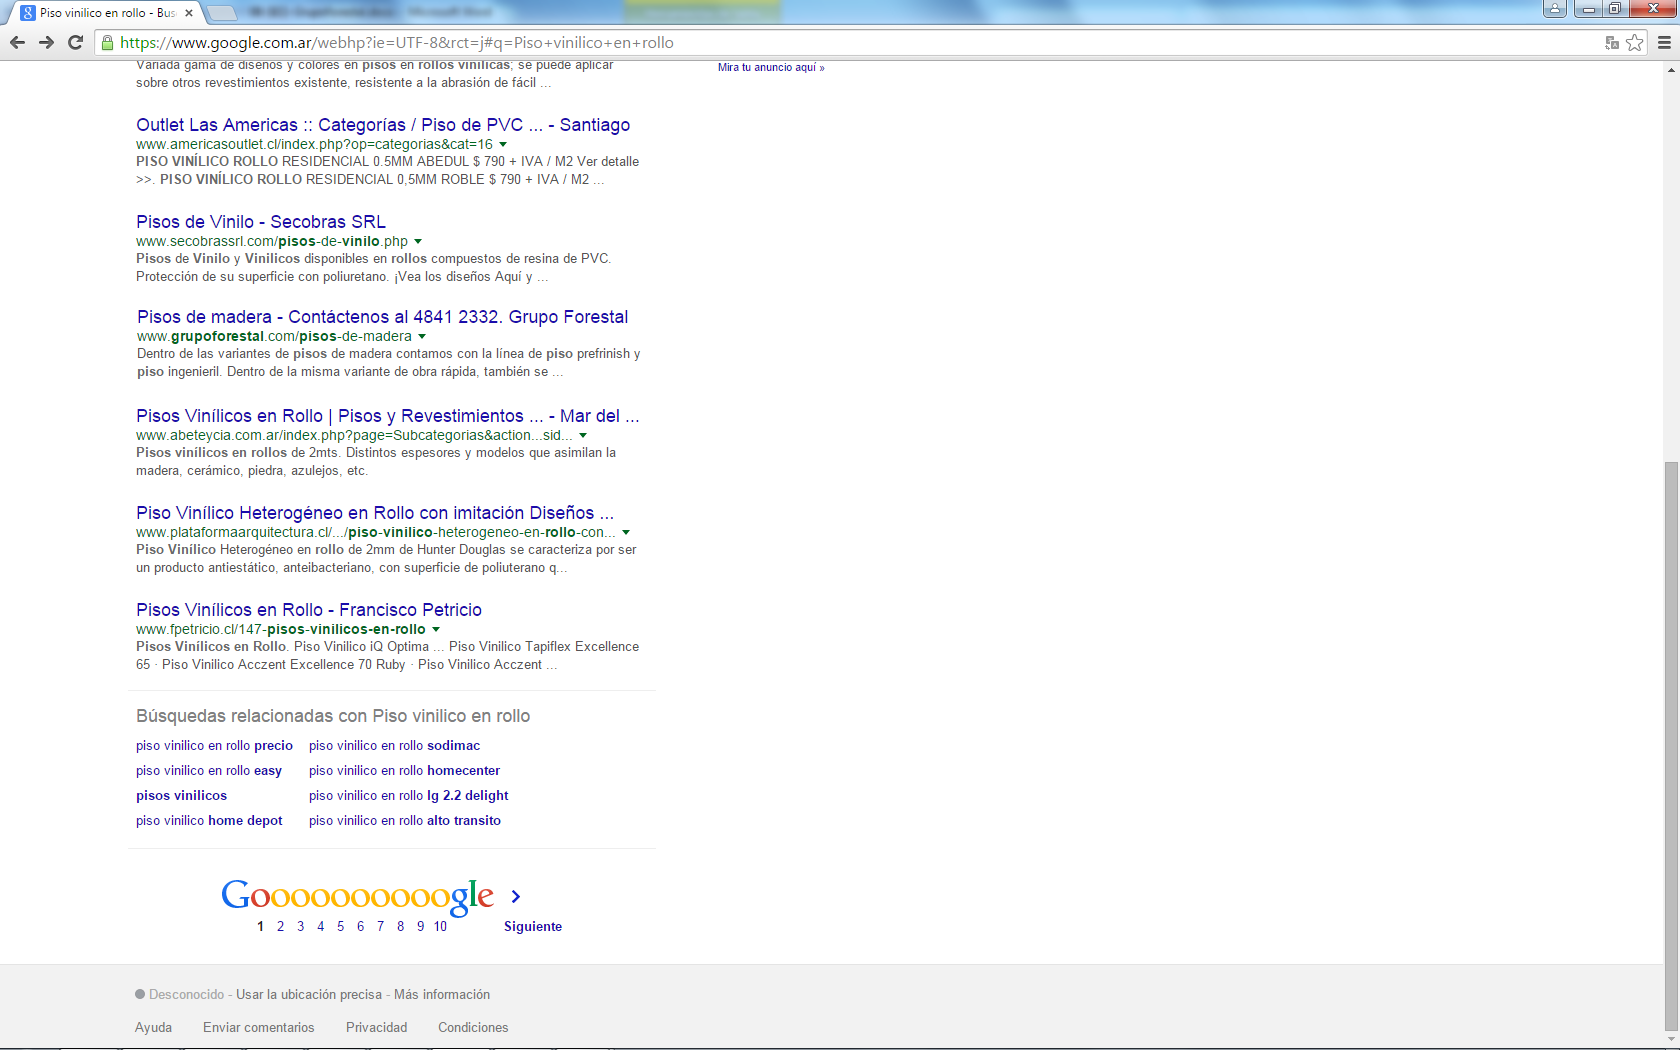 Piso vinilico en rollo - Bus
https://www.google.com.ar/webhp?ie=UTF-8&rct=j#q=Piso+vinilico+en+rollo
Variada gama de diseños y colores en pisos en rollos vinílicas; se puede aplicar
sobre otros revestimientos existente, resistente a la abrasión de fácil ...
Mira tu anuncio aquí »
Outlet Las Americas :: Categorías / Piso de PVC ... - Santiago
www.americasoutlet.cl/index.php?op=categorias&cat=16
PISO VINÍLICO ROLLO RESIDENCIAL 0.5MM ABEDUL $ 790 + IVA / M2 Ver detalle
>>. PISO VINÍLICO ROLLO RESIDENCIAL 0,5MM ROBLE $ 790 + IVA / M2 ...
Pisos de Vinilo - Secobras SRL
www.secobrassrl.com/pisos-de-vinilo.php
Pisos de Vinilo y Vinilicos disponibles en rollos compuestos de resina de PVC.
Protección de su superficie con poliuretano. ¡Vea los diseños Aquí y ...
Pisos de madera - Contáctenos al 4841 2332. Grupo Forestal
www.grupoforestal.com/pisos-de-madera
Dentro de las variantes de pisos de madera contamos con la línea de piso prefrinish y
piso ingenieril. Dentro de la misma variante de obra rápida, también se ...
Pisos Vinílicos en Rollo | Pisos y Revestimientos ... - Mar del ...
www.abeteycia.com.ar/index.php?page=Subcategorias&action...sid...
Pisos vinílicos en rollos de 2mts. Distintos espesores y modelos que asimilan la
madera, cerámico, piedra, azulejos, etc.
Piso Vinílico Heterogéneo en Rollo con imitación Diseños ...
www.plataformaarquitectura.cl/.../piso-vinilico-heterogeneo-en-rollo-con...
Piso Vinílico Heterogéneo en rollo de 2mm de Hunter Douglas se caracteriza por ser
un producto antiestático, anteibacteriano, con superficie de poliuterano q...
Pisos Vinílicos en Rollo - Francisco Petricio
www.fpetricio.cl/147-pisos-vinilicos-en-rollo
Pisos Vinílicos en Rollo. Piso Vinilico iQ Optima ... Piso Vinilico Tapiflex Excellence
65 · Piso Vinilico Acczent Excellence 70 Ruby · Piso Vinilico Acczent ...
Búsquedas relacionadas con Piso vinilico en rollo
piso vinilico en rollo precio piso vinilico en rollo sodimac
piso vinilico en rollo easy piso vinilico en rollo homecenter
pisos vinilicos piso vinilico en rollo lg 2.2 delight
piso vinilico home depot piso vinilico en rollo alto transito
Goooooooooogle
1 2 3 4 5 6 7 8 9 10 Siguiente
Desconocido - Usar la ubicación precisa - Más información
Ayuda Enviar comentarios Privacidad Condiciones